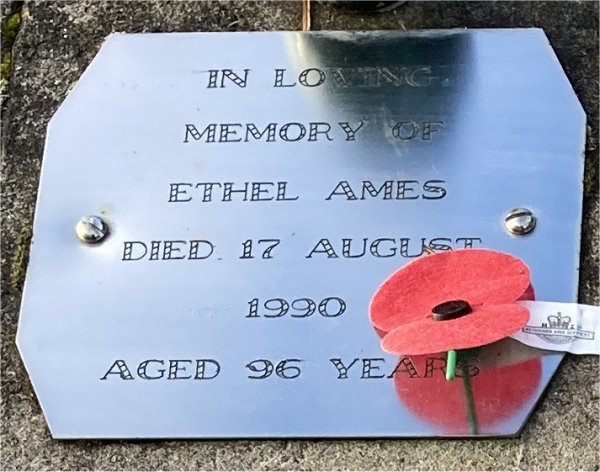 IN LOVING
MEMORY OF
ETHEL AMES
DIED 17 AUGUST
1990
AGED 96 YEARS